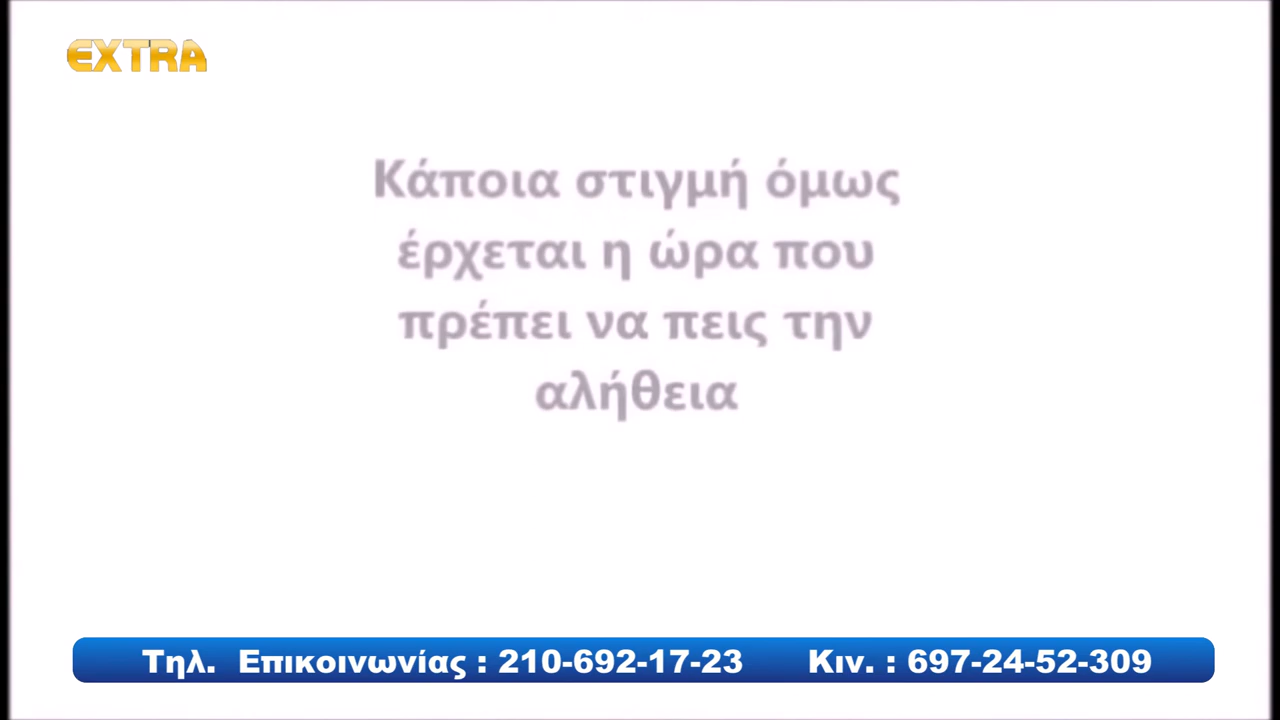 EXTRA
Κάποια στιγμή όμως
έρχεται η ώρα που
πρέπει να πεις την
αλήθεια
Τηλ. Επικοινωνίας : 210-692-17-23 Κιν. : 697-24-52-309